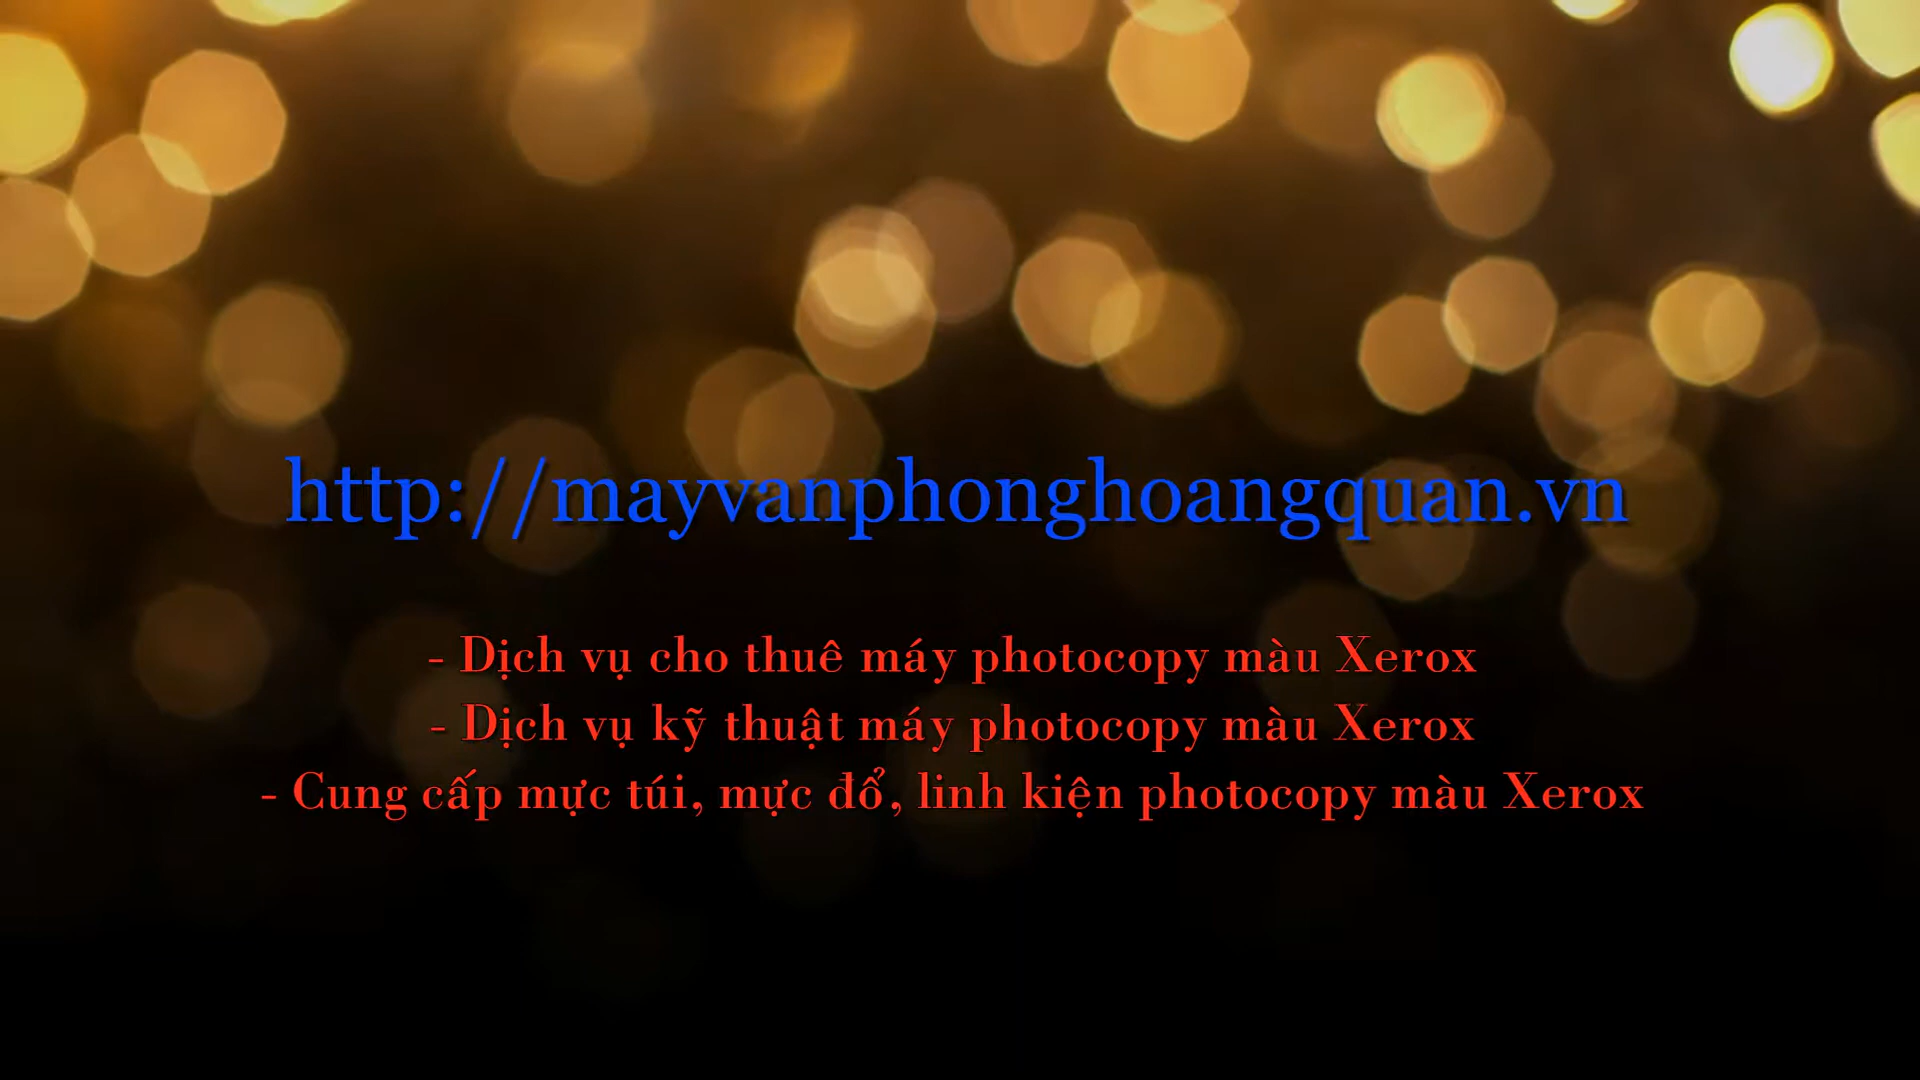 http://mayvanphonghoangquan.vn
- Dịch vụ cho thuê máy photocopy màu Xerox
- Dịch vụ kỹ thuật máy photocopy màu Xerox
- Cung cấp mực túi, mực đổ, linh kiện photocopy màu Xerox